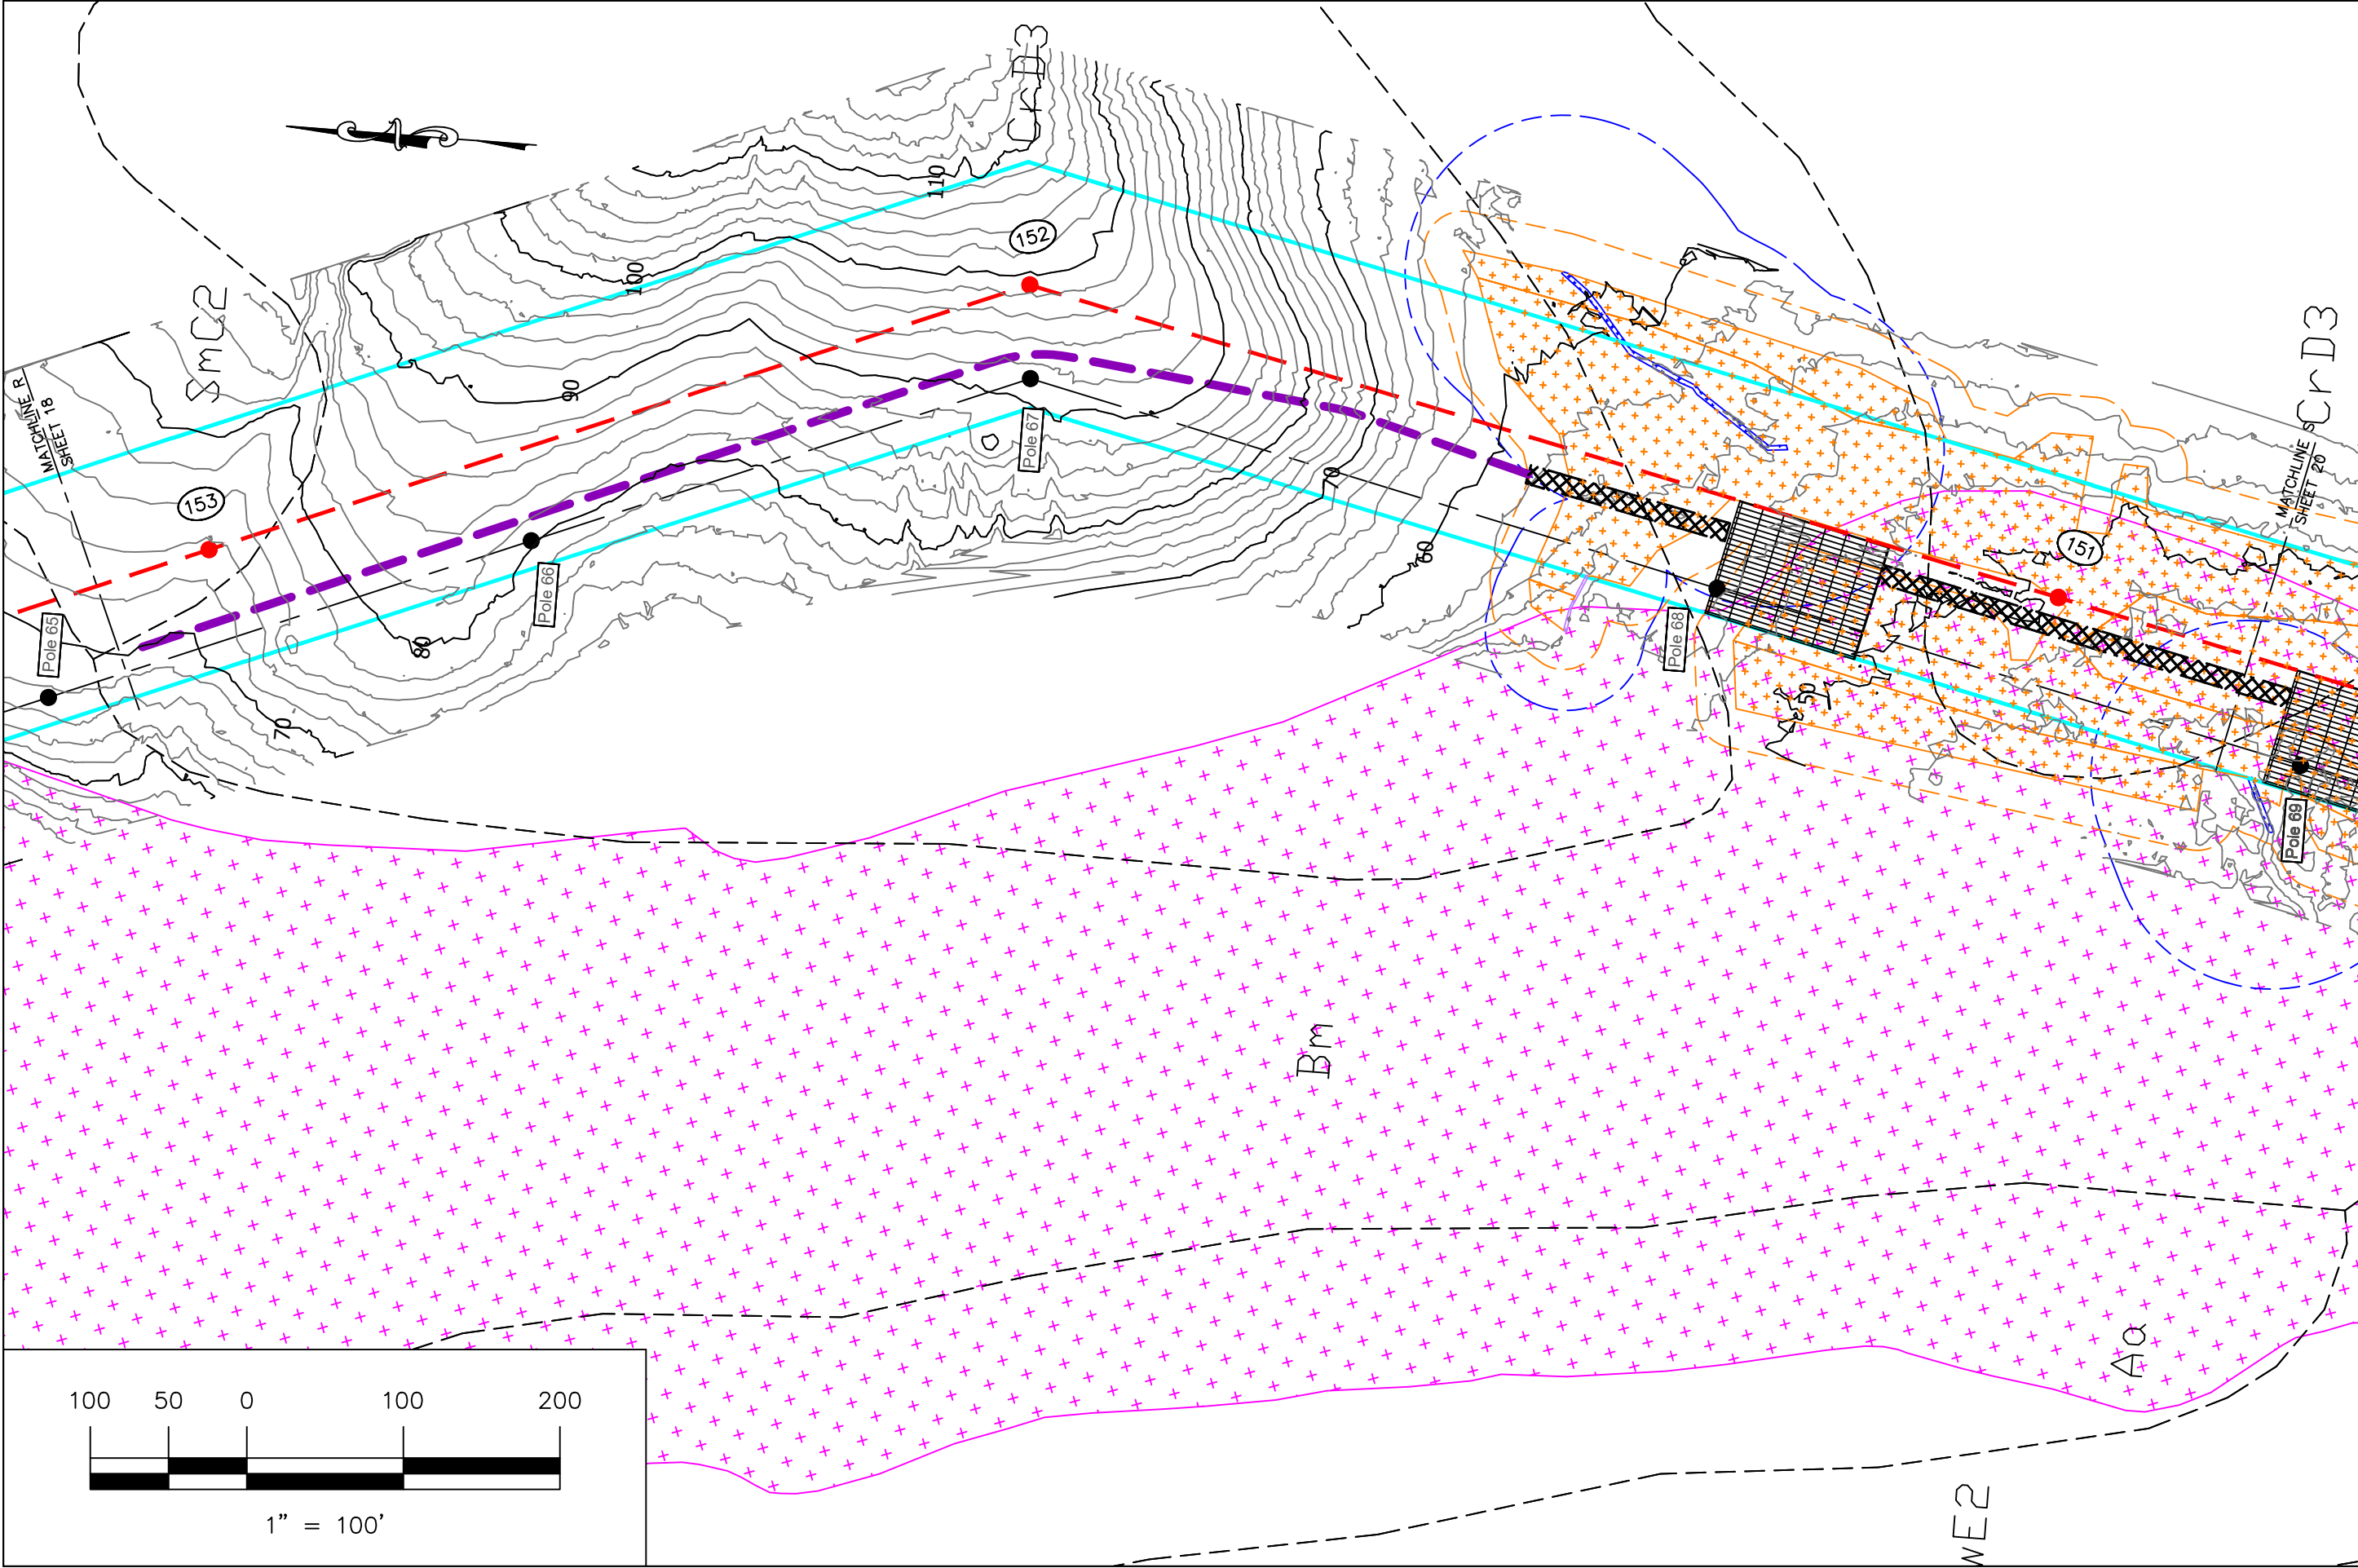 CkD3
110
152
100
SmC2
MATCHLINE R
SHEET 18
90
153
Pole 67
70
60
Pole 66
80
Pole 65
70
CrD3
MATCHLINE S
SHEET 20
151
Pole 68
50
Pole 69
Bm
Ao
WE2
100 50 0 100 200
1" = 100'